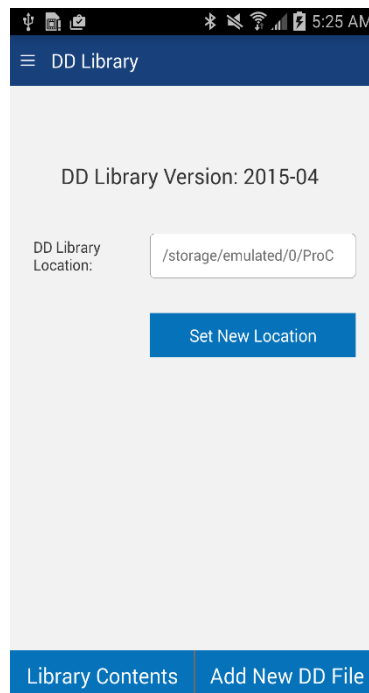 5:25 AM
DD Library
DD Library Version: 2015-04
DD Library
Location:
/storage/emulated/0/ProC
Set New Location
Library Contents
Add New DD File